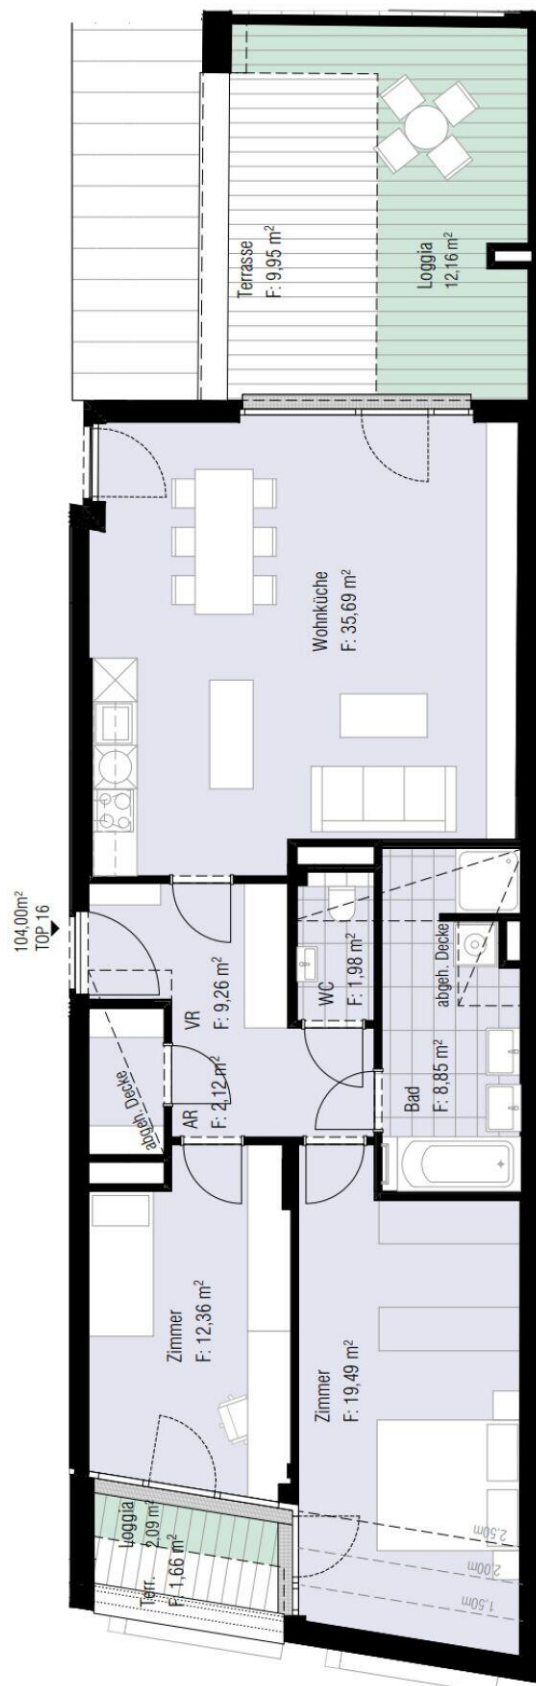 Terrasse
F: 9,95 m²
Loggia
12,16 m²
Wohnküche
F: 35,69 m²
104,00m²
TOP 16
VR
F: 9,26 m²
WC
F: 1,98 m²
abgeh. Decke
AR
F: 2,12 m²
abgeh. Decke
Bad
F: 8,85 m²
Zimmer
F: 12,36 m²
Zimmer
F: 19,49 m²
Loggia
2,09 m²
Terr.
F: 1,66 m²
2,50m
2,00m
1,50m